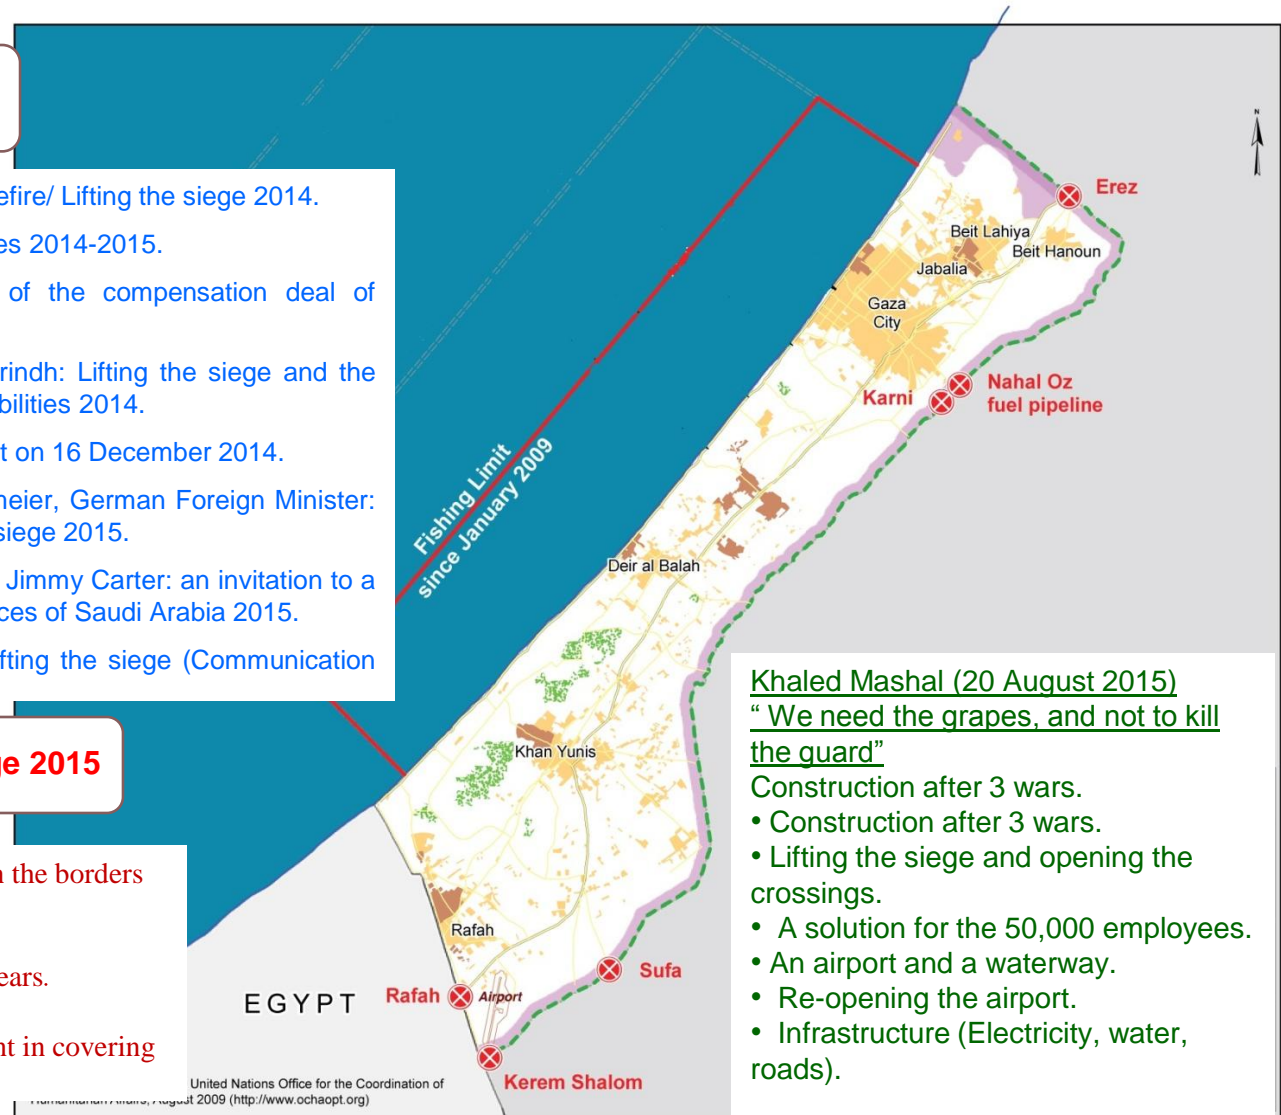 efire/ Lifting the siege 2014.
es 2014-2015.
of the compensation deal of
rindh: Lifting the siege and the
bilities 2014.
t on 16 December 2014.
neier, German Foreign Minister:
siege 2015.
Jimmy Carter: an invitation to a
ces of Saudi Arabia 2015.
fting the siege (Communication
ge 2015
n the borders
ears.
nt in covering
N
Erez
Beit Lahiya
Beit Hanoun
Jabalia
Gaza
City
Nahal Oz
fuel pipeline
Karni
Fishing Limit
since January 2009
Deir al Balah
Khan Yunis
Rafah
Sufa
EGYPT
Rafah
Airport
Kerem Shalom
United Nations Office for the Coordination of
Humanitarian Affairs, August 2009 (http://www.ochaopt.org)
Khaled Mashal (20 August 2015)
“ We need the grapes, and not to kill
the guard”
Construction after 3 wars.
• Construction after 3 wars.
• Lifting the siege and opening the
crossings.
• A solution for the 50,000 employees.
• An airport and a waterway.
• Re-opening the airport.
• Infrastructure (Electricity, water,
roads).